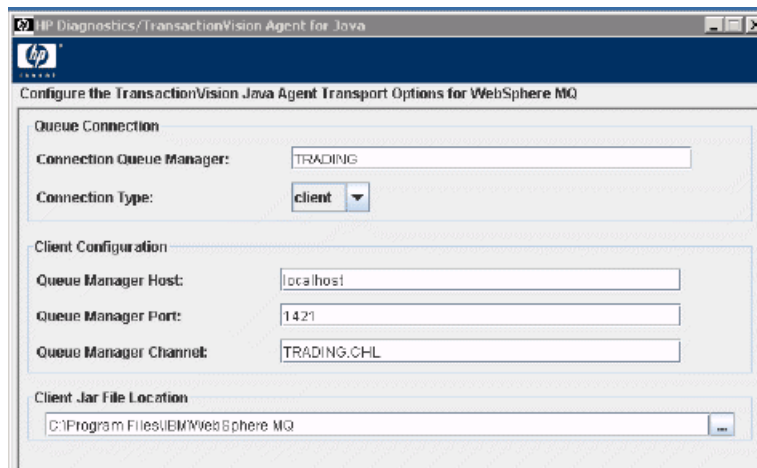 HP Diagnostics/TransactionVision Agent for Java
hp
invent
Configure the TransactionVision Java Agent Transport Options for WebSphere MQ
Queue Connection
Connection Queue Manager: TRADING
Connection Type: client
Client Configuration
Queue Manager Host: localhost
Queue Manager Port: 1421
Queue Manager Channel: TRADING.CHL
Client Jar File Location
C:\Program Files\IBM\WebSphere MQ ...